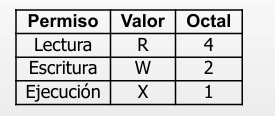 Permiso Valor Octal
Lectura R 4
Escritura W 2
Ejecución X 1